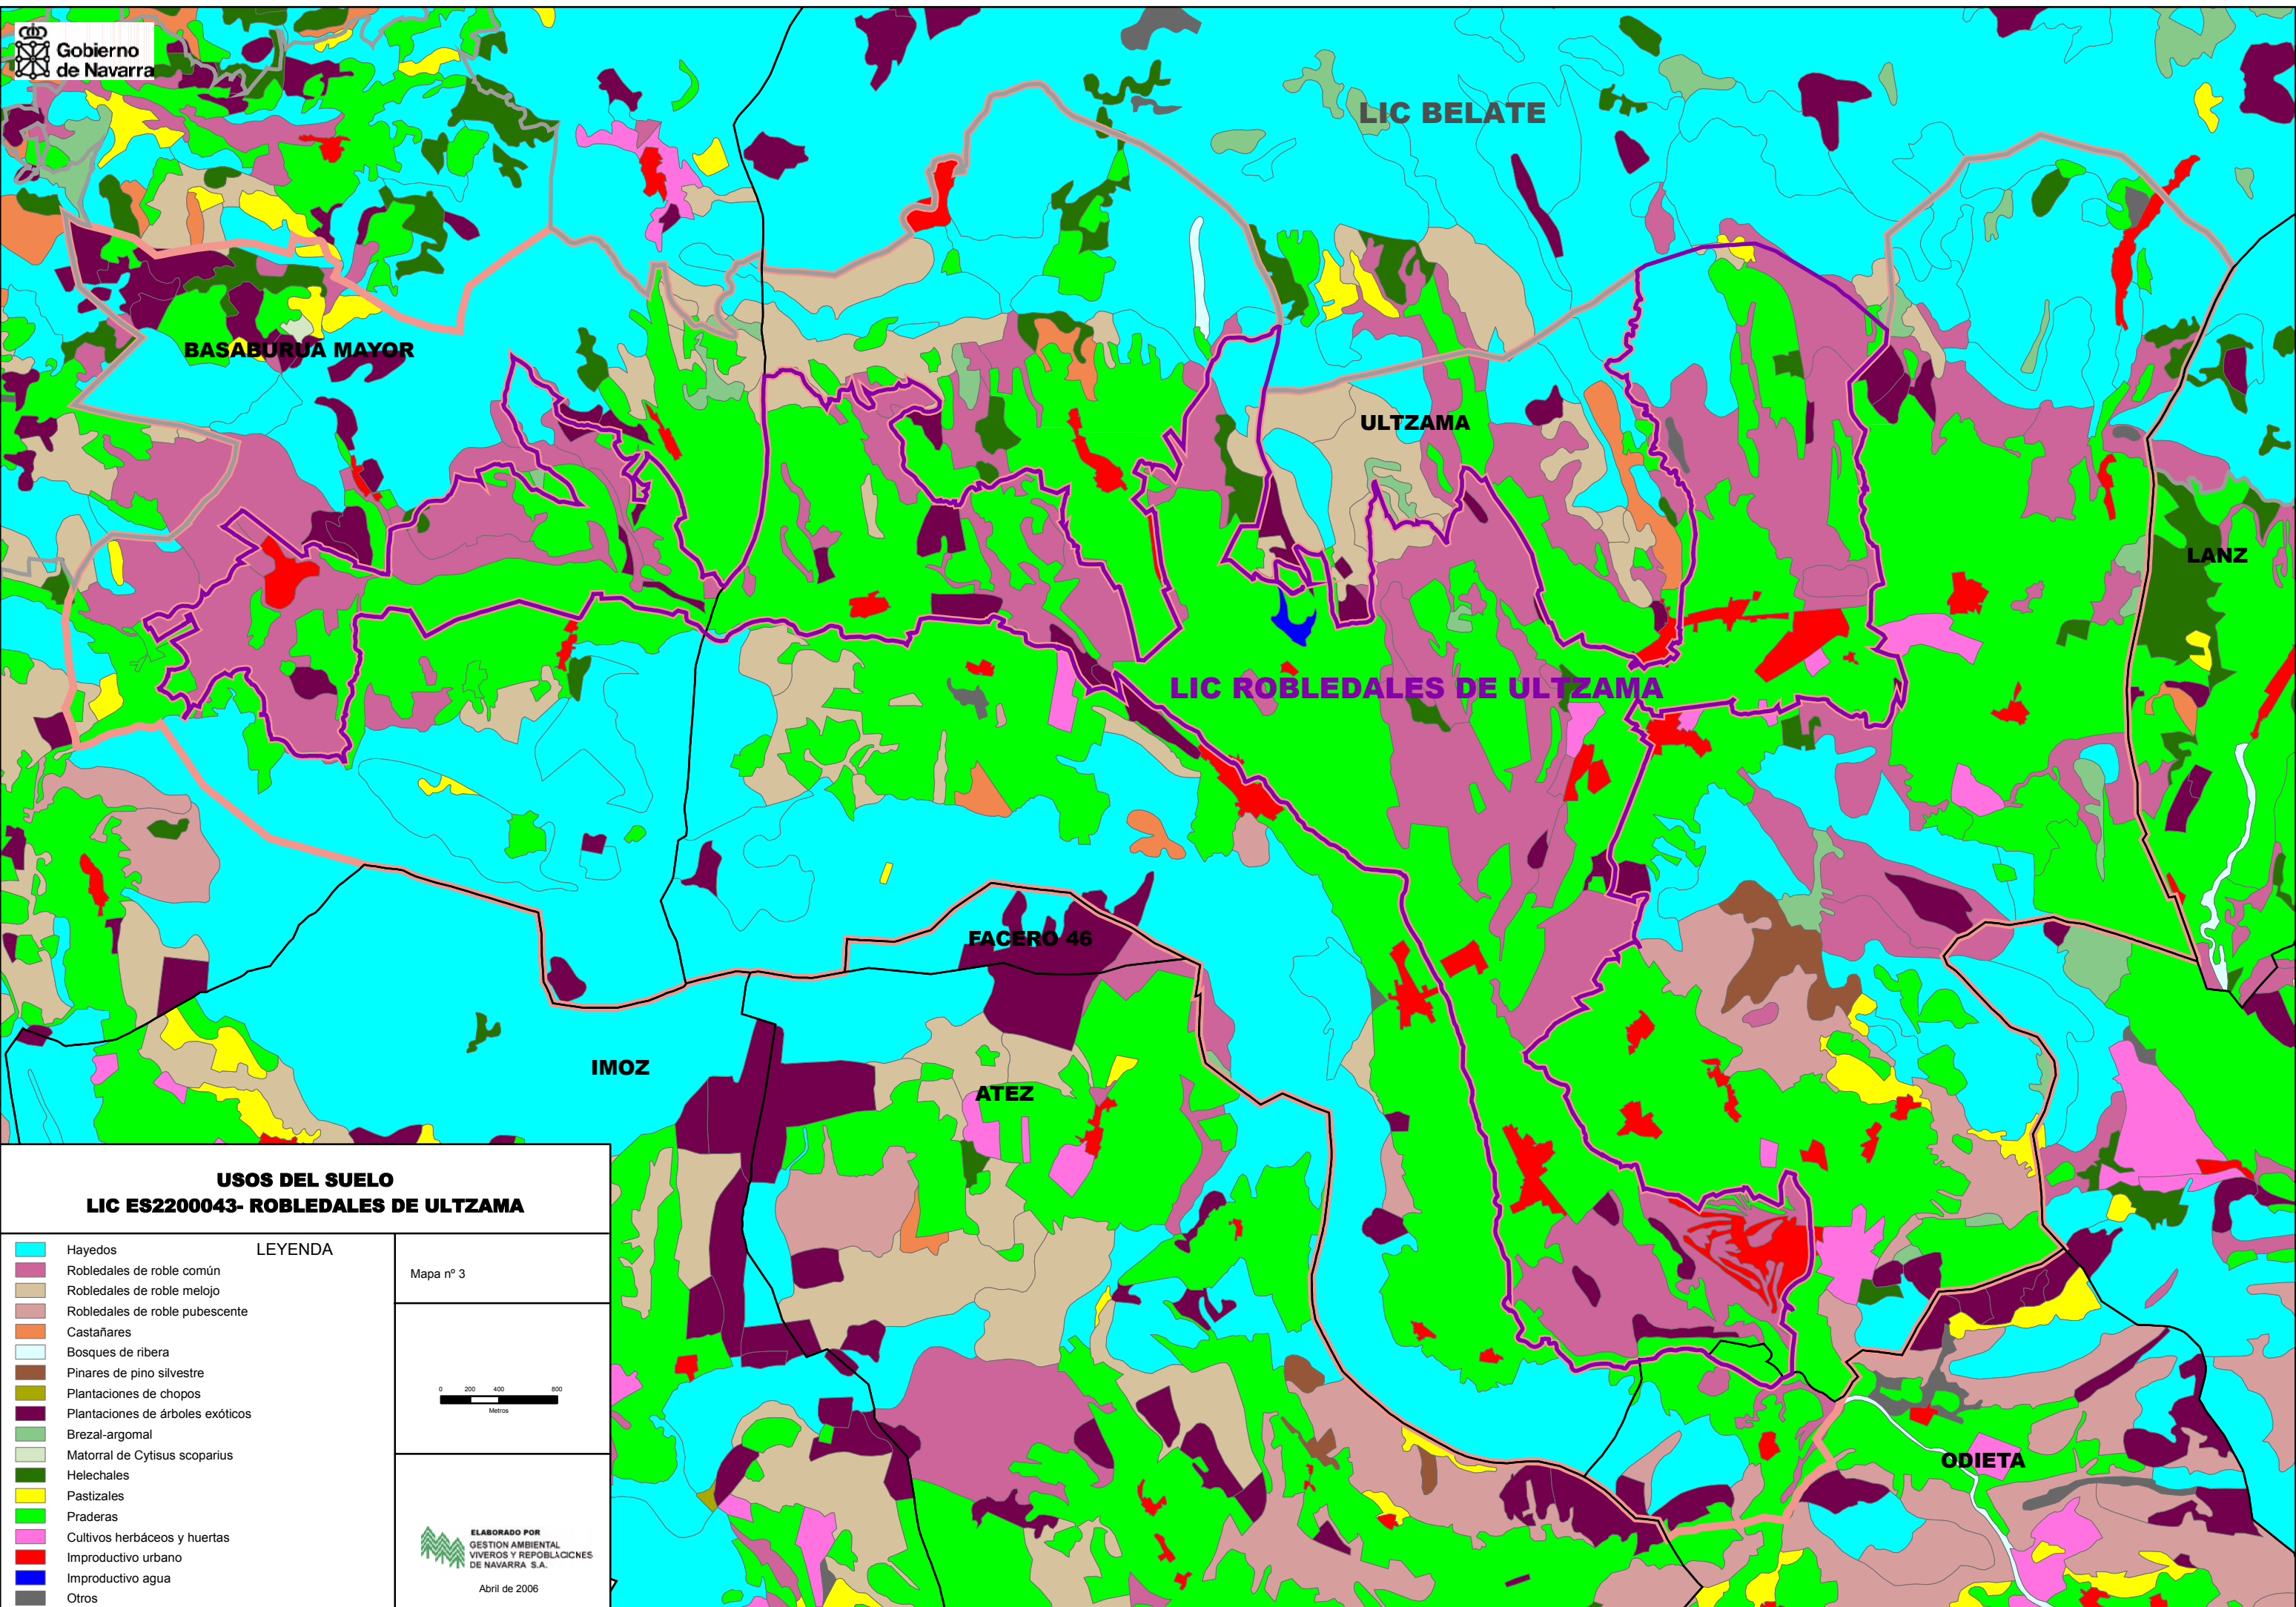 Gobierno
de Navarra
LIC BELATE
BASABURUA MAYOR
ULTZAMA
LANZ
LIC ROBLEDALES DE ULTZAMA
FACERO 46
IMOZ
ATEZ
ODIETA
USOS DEL SUELO
LIC ES2200043- ROBLEDALES DE ULTZAMA
LEYENDA
Hayedos
Robledales de roble común
Robledales de roble melojo
Robledales de roble pubescente
Castañares
Bosques de ribera
Pinares de pino silvestre
Plantaciones de chopos
Plantaciones de árboles exóticos
Brezal-argomal
Matorral de Cytisus scoparius
Helechales
Pastizales
Praderas
Cultivos herbáceos y huertas
Improductivo urbano
Improductivo agua
Otros
Mapa nº 3
0 200 400 800
Metros
ELABORADO POR
GESTION AMBIENTAL
VIVEROS Y REPOBLACIONES
DE NAVARRA S.A.
Abril de 2006